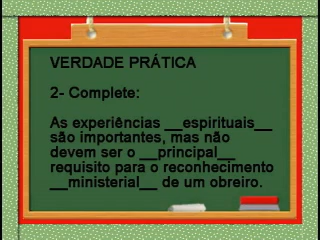 VERDADE PRÁTICA
2- Complete:
As experiências __espirituais__
são importantes, mas não
devem ser o __principal__
requisito para o reconhecimento
__ministerial__ de um obreiro.